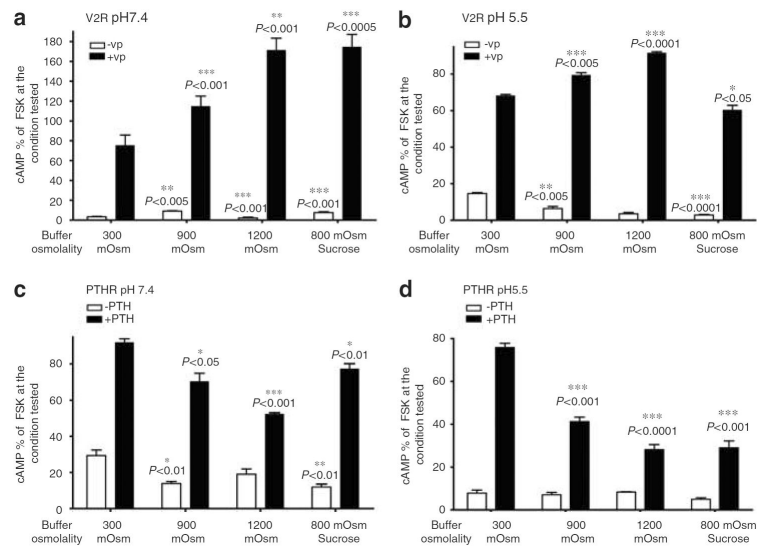 a
V2R pH7.4
-vp
+vp
cAMP % of FSK at the
condition tested
180
160
140
120
100
80
60
40
20
0
**
P<0.005
***
P<0.001
**
P<0.001
***
P<0.001
***
P<0.0005
***
P<0.001
Buffer
osmolality
300
mOsm
900
mOsm
1200
mOsm
800 mOsm
Sucrose
b
V2R pH 5.5
-vp
+vp
cAMP % of FSK at the
condition tested
80
60
40
20
0
**
P<0.005
***
P<0.005
***
P<0.0001
***
P<0.0001
*
P<0.05
Buffer
osmolality
300
mOsm
900
mOsm
1200
mOsm
800 mOsm
Sucrose
c
PTHR pH 7.4
-PTH
+PTH
cAMP % of FSK at the
condition tested
80
60
40
20
0
*
P<0.01
*
P<0.05
***
P<0.001
**
P<0.01
*
P<0.01
Buffer
osmolality
300
mOsm
900
mOsm
1200
mOsm
800 mOsm
Sucrose
d
PTHR pH5.5
-PTH
+PTH
cAMP % of FSK at the
condition tested
80
60
40
20
0
***
P<0.001
***
P<0.0001
***
P<0.001
Buffer
osmolality
300
mOsm
900
mOsm
1200
mOsm
800 mOsm
Sucrose